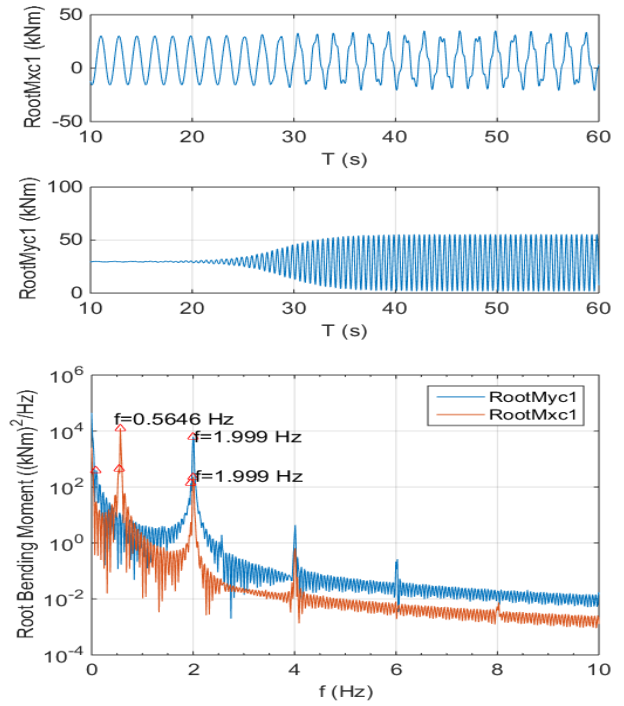 RootMxc1 (kNm)
50
0
-50
10 20 30 40 50 60
T (s)
RootMyc1 (kNm)
100
50
0
10 20 30 40 50 60
T (s)
Root Bending Moment ((kNm)^2/Hz)
10^6
10^4
10^2
10^0
10^-2
10^-4
f=0.5646 Hz
f=1.999 Hz
f=1.999 Hz
RootMyc1
RootMxc1
0 2 4 6 8 10
f (Hz)